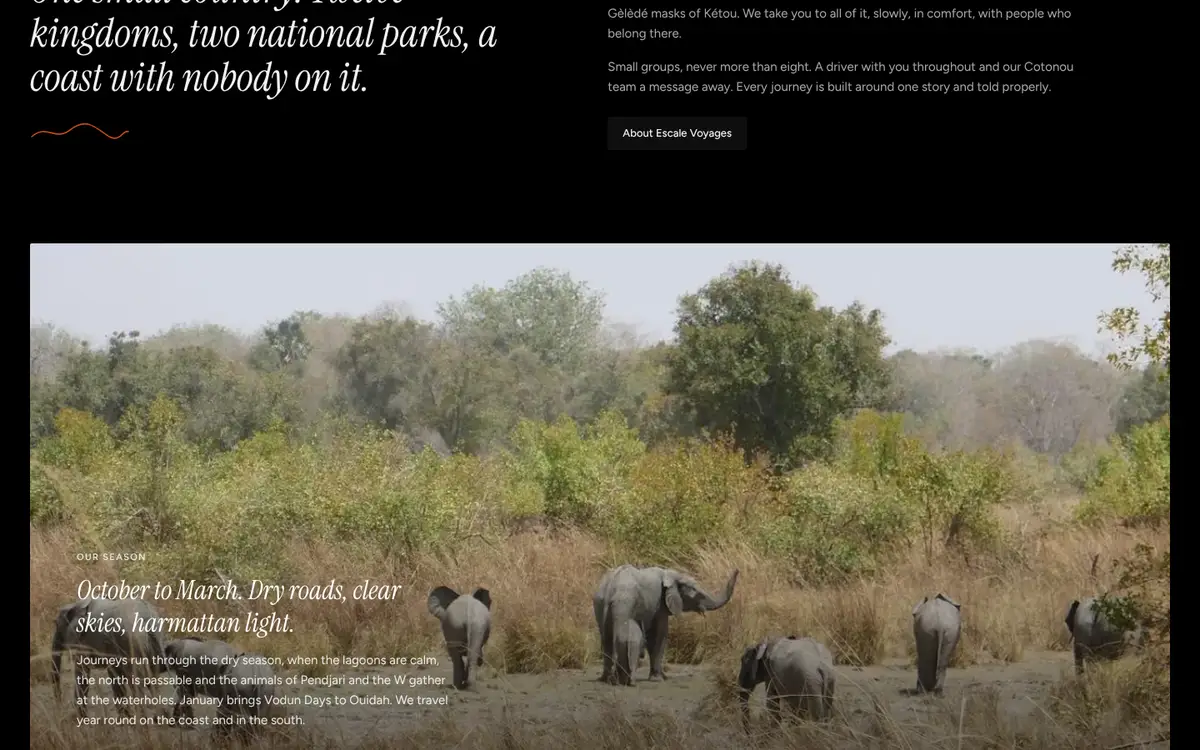 One small country. Twelve
kingdoms, two national parks, a
coast with nobody on it.
Gèlèdé masks of Kétou. We take you to all of it, slowly, in comfort, with people who
belong there.
Small groups, never more than eight. A driver with you throughout and our Cotonou
team a message away. Every journey is built around one story and told properly.
About Escale Voyages
OUR SEASON
October to March. Dry roads, clear
skies, harmattan light.
Journeys run through the dry season, when the lagoons are calm,
the north is passable and the animals of Pendjari and the W gather
at the waterholes. January brings Vodun Days to Ouidah. We travel
year round on the coast and in the south.